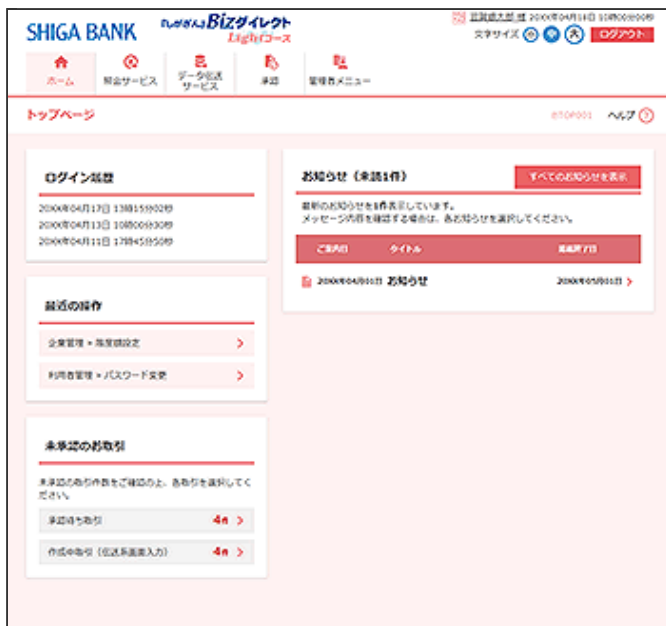 SHIGA BANK
《しがぎん》Bizダイレクト
Lightコース
文字サイズ 小 中 大 ログアウト
ホーム
照会サービス
データ伝送
サービス
承認
管理者メニュー
トップページ
BTOP001 ヘルプ ?
ログイン履歴
20XX年04月17日 13時15分02秒
20XX年04月13日 10時00分30秒
20XX年04月11日 17時45分50秒
最近の操作
企業管理 > 限度額設定
利用者管理 > パスワード変更
未承認のお取引
未承認の取引件数をご確認の上、各取引を選択してく
ださい。
承認待ち取引 4件
作成中取引（伝送系画面入力） 4件
お知らせ（未読1件） すべてのお知らせを表示
最新のお知らせを1件表示しています。
メッセージ内容を確認する場合は、各お知らせを選択してください。
ご案内日 タイトル 掲載終了日
20XX年04月01日 お知らせ 20XX年05月01日